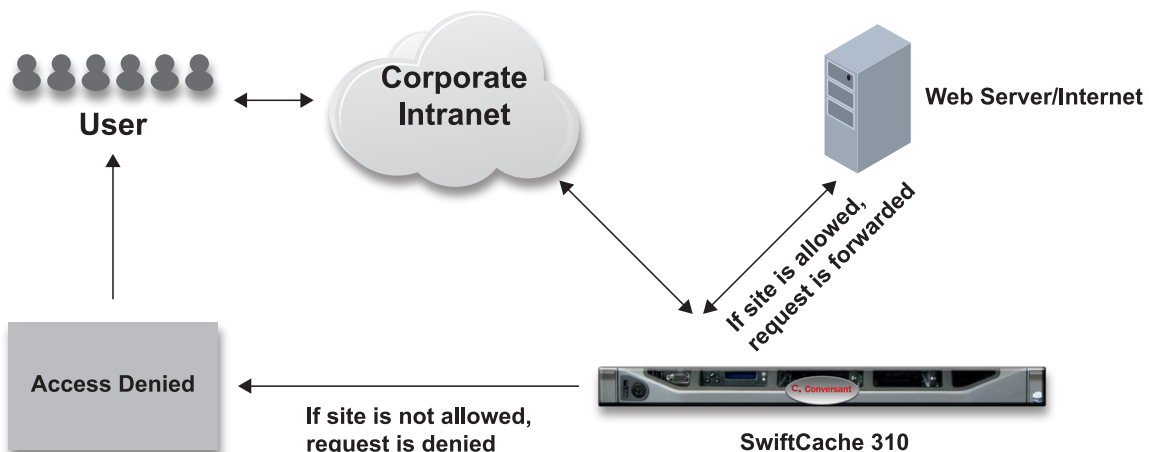 Corporate
Intranet
User
Web Server/Internet
If site is allowed,
request is forwarded
Access Denied
If site is not allowed,
request is denied
C. Conversant
SwiftCache 310